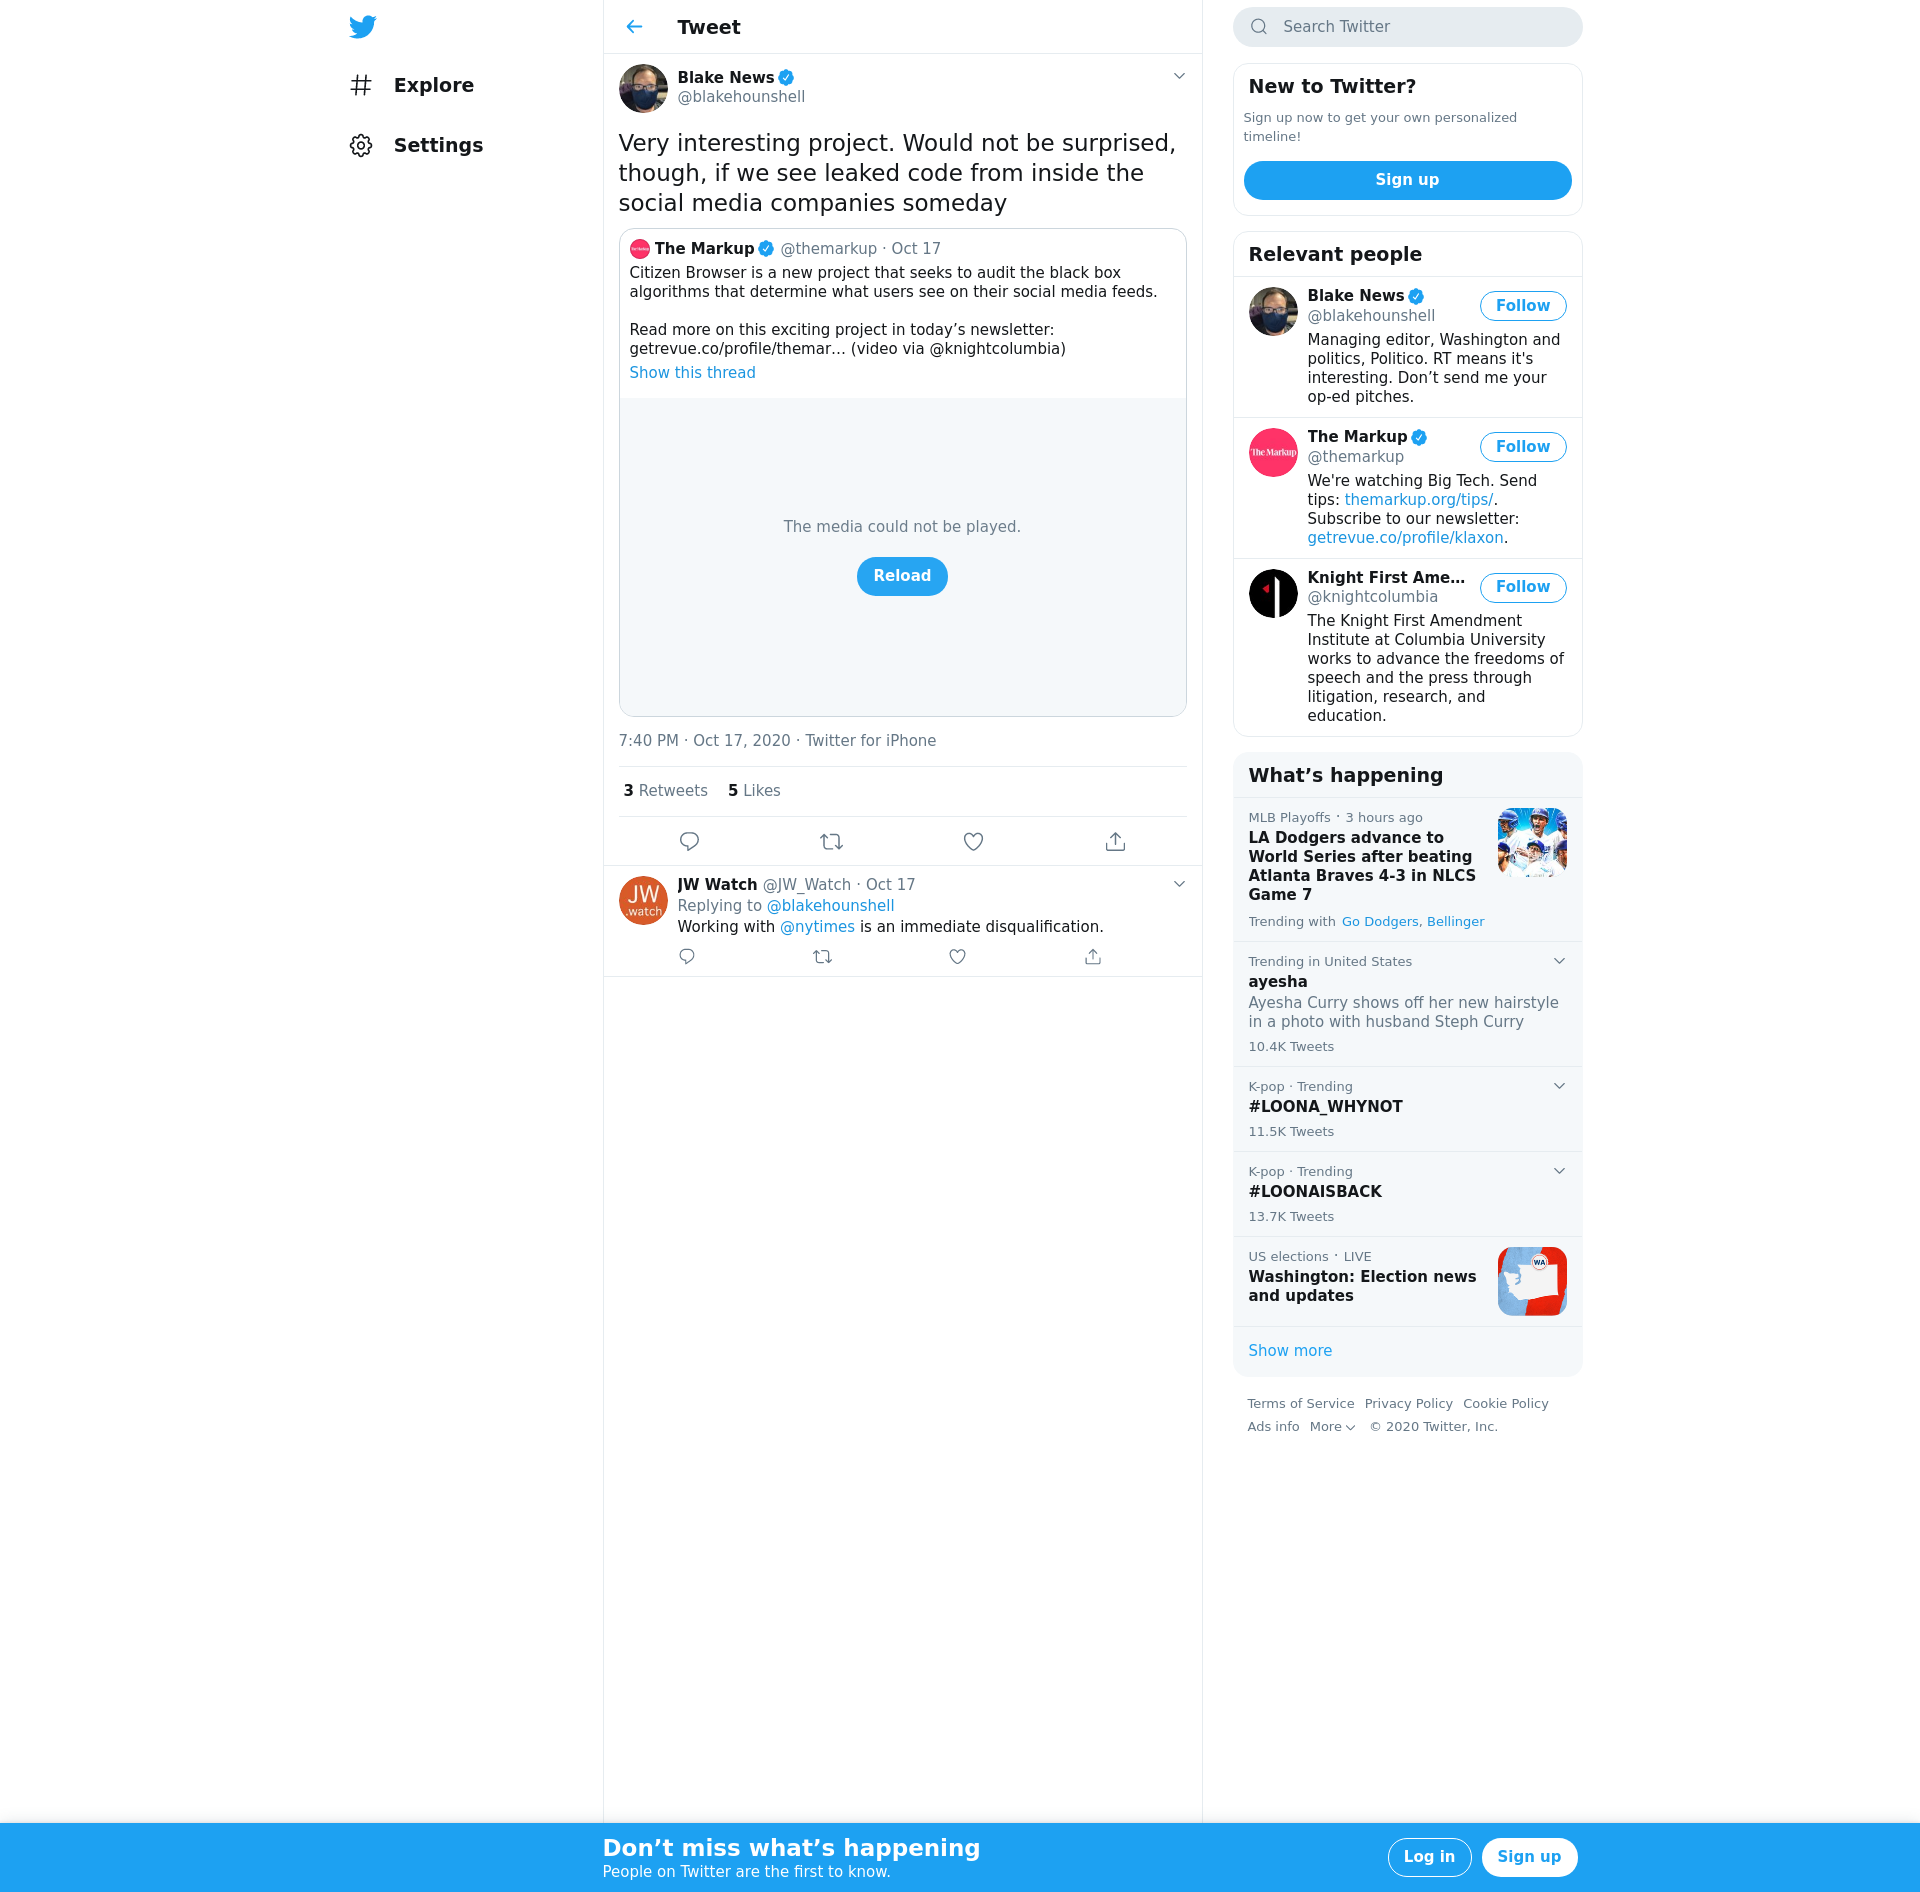 Explore
Settings
Tweet
Blake News
@blakehounshell
Very interesting project. Would not be surprised,
though, if we see leaked code from inside the
social media companies someday
The Markup @themarkup · Oct 17
Citizen Browser is a new project that seeks to audit the black box
algorithms that determine what users see on their social media feeds.
Read more on this exciting project in today’s newsletter:
getrevue.co/profile/themar… (video via @knightcolumbia)
Show this thread
The media could not be played.
Reload
7:40 PM · Oct 17, 2020 · Twitter for iPhone
3 Retweets 5 Likes
JW
.watch
JW Watch @JW_Watch · Oct 17
Replying to @blakehounshell
Working with @nytimes is an immediate disqualification.
Search Twitter
New to Twitter?
Sign up now to get your own personalized
timeline!
Sign up
Relevant people
Blake News
@blakehounshell
Follow
Managing editor, Washington and
politics, Politico. RT means it's
interesting. Don’t send me your
op-ed pitches.
The Markup
The Markup
@themarkup
Follow
We're watching Big Tech. Send
tips: themarkup.org/tips/.
Subscribe to our newsletter:
getrevue.co/profile/klaxon.
Knight First Ame…
@knightcolumbia
Follow
The Knight First Amendment
Institute at Columbia University
works to advance the freedoms of
speech and the press through
litigation, research, and
education.
What’s happening
MLB Playoffs · 3 hours ago
LA Dodgers advance to
World Series after beating
Atlanta Braves 4-3 in NLCS
Game 7
Trending with Go Dodgers, Bellinger
Trending in United States
ayesha
Ayesha Curry shows off her new hairstyle
in a photo with husband Steph Curry
10.4K Tweets
K-pop · Trending
#LOONA_WHYNOT
11.5K Tweets
K-pop · Trending
#LOONAISBACK
13.7K Tweets
US elections · LIVE
Washington: Election news
and updates
WA
Show more
Terms of Service Privacy Policy Cookie Policy
Ads info More © 2020 Twitter, Inc.
Don’t miss what’s happening
People on Twitter are the first to know.
Log in
Sign up